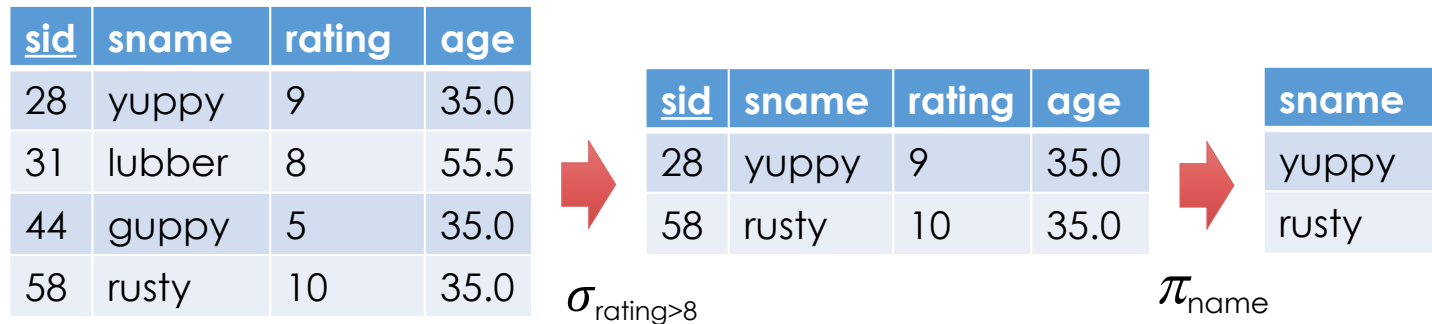 sid sname rating age
28 yuppy 9 35.0
31 lubber 8 55.5
44 guppy 5 35.0
58 rusty 10 35.0
σrating>8
sid sname rating age
28 yuppy 9 35.0
58 rusty 10 35.0
πname
sname
yuppy
rusty